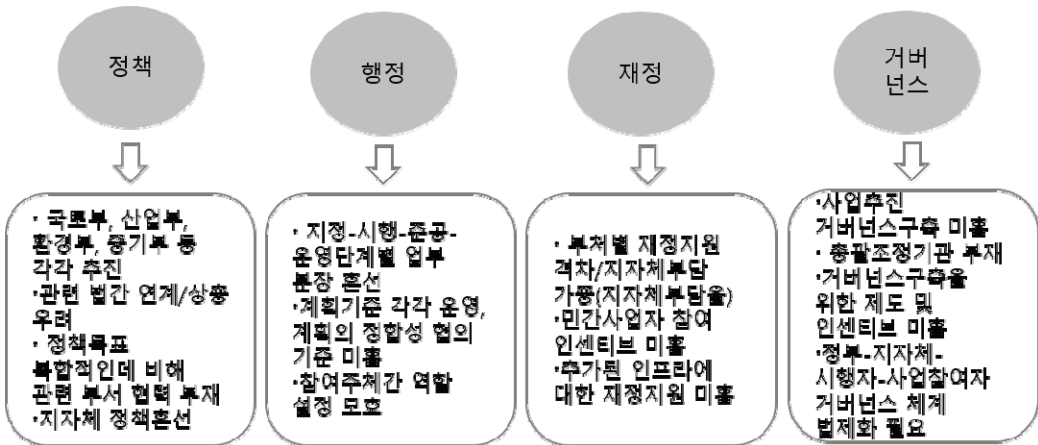 정책
· 국토부, 산업부,
환경부, 중기부 등
각각 추진
·관련 법간 연계/상충
우려
· 정책목표
복합적인데 비해
관련 부서 협력 부재
·지자체 정책혼선
행정
· 지정-시행-준공-
운영단계별 업무
분장 혼선
·계획기준 각각 운영,
계획의 정합성 협의
기준 미흡
·참여주체간 역할
설정 모호
재정
· 부처별 재정지원
격차/지자체부담
가중(지자체부담율)
·민간사업자 참여
인센티브 미흡
·추가된 인프라에
대한 재정지원 미흡
거버
넌스
·사업추진
거버넌스구축 미흡
· 총괄조정기관 부재
·거버넌스구축을
위한 제도 및
인센티브 미흡
·정부-지자체-
시행자-사업참여자
거버넌스 체계
법제화 필요